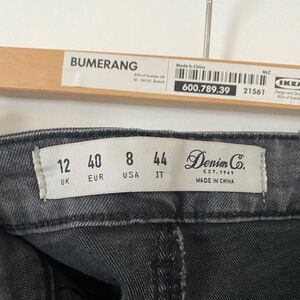 BUMERANG
Made in China
NLC
IKEA
600.789.39
21561
12 40 8 44
UK EUR USA IT
Denim Co.
EST. 1969
MADE IN CHINA